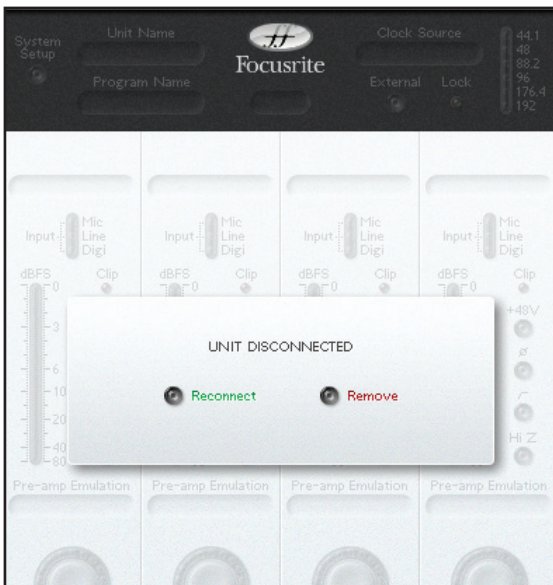 System Setup
Unit Name
Program Name
ff
Focusrite
Clock Source
External
Lock
44.1
48
88.2
96
176.4
192
Input
Mic
Line
Digi
Input
Mic
Line
Digi
Input
Mic
Line
Digi
Input
Mic
Line
Digi
dBFS
0
Clip
dBFS
0
Clip
dBFS
0
Clip
dBFS
0
Clip
3
6
10
20
40
80
+48V
ø
Hi Z
UNIT DISCONNECTED
Reconnect
Remove
Pre-amp Emulation
Pre-amp Emulation
Pre-amp Emulation
Pre-amp Emulation